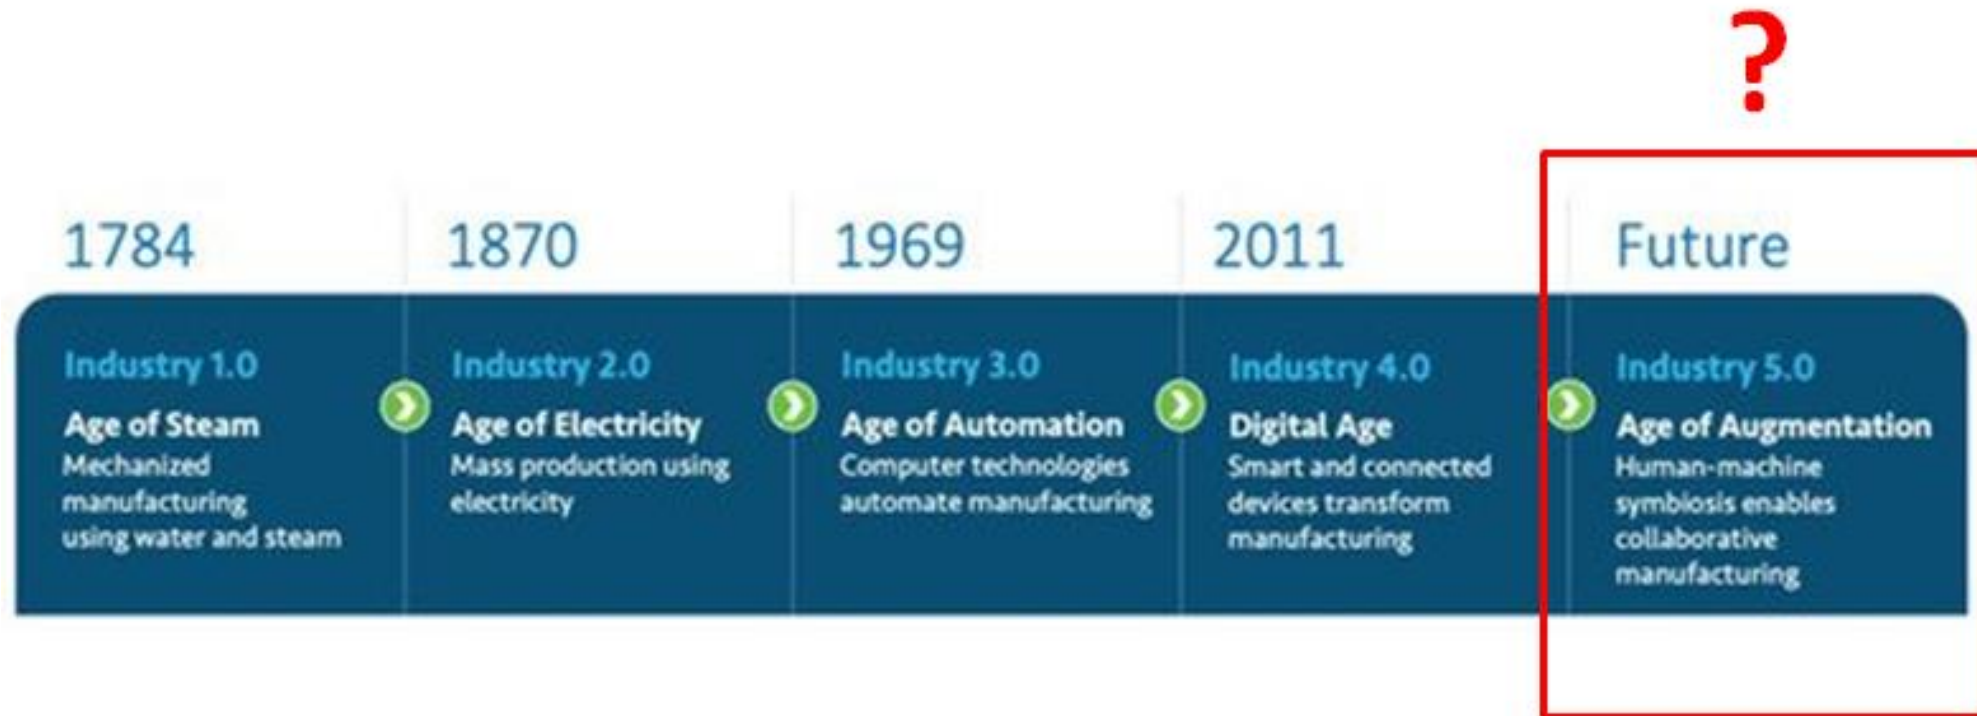 ?
1784
Industry 1.0
Age of Steam
Mechanized
manufacturing
using water and steam
1870
Industry 2.0
Age of Electricity
Mass production using
electricity
1969
Industry 3.0
Age of Automation
Computer technologies
automate manufacturing
2011
Industry 4.0
Digital Age
Smart and connected
devices transform
manufacturing
Future
Industry 5.0
Age of Augmentation
Human-machine
symbiosis enables
collaborative
manufacturing